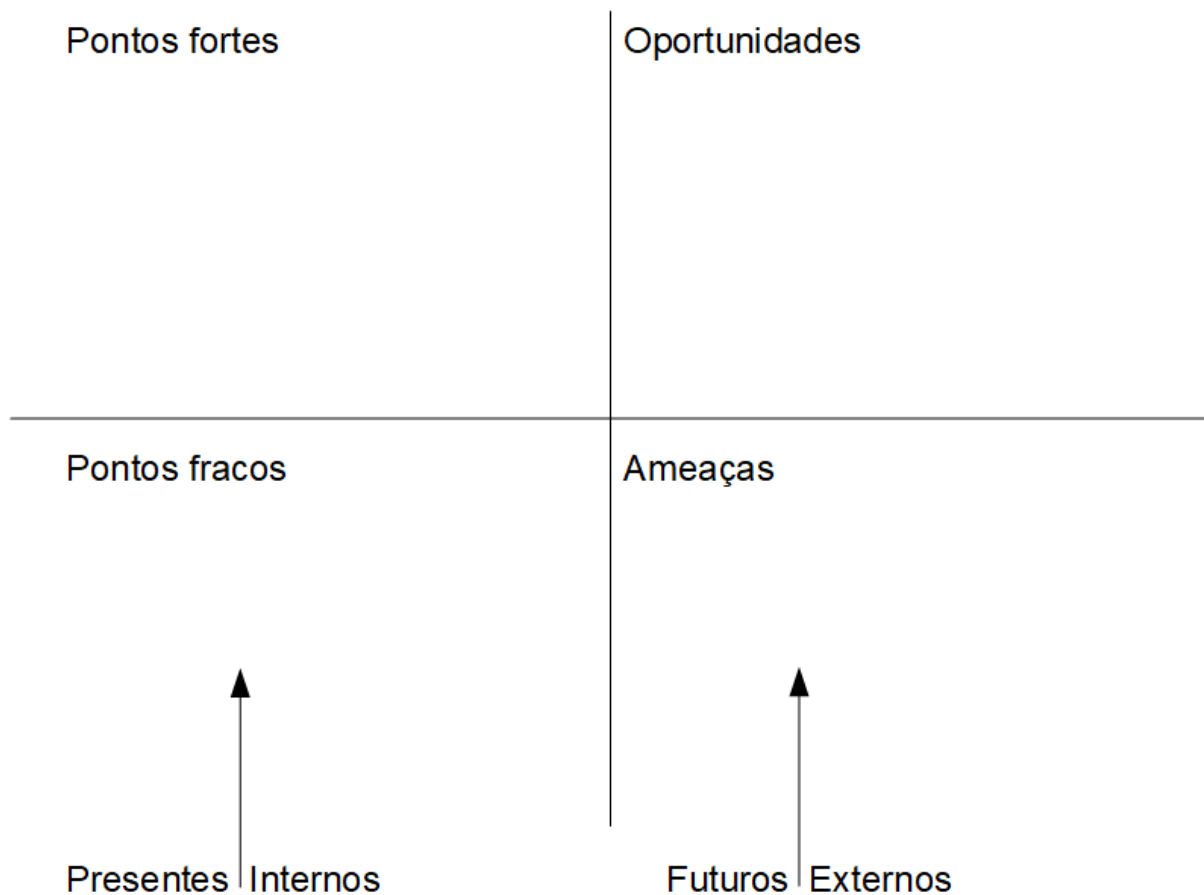 Pontos fortes
Oportunidades
Pontos fracos
Ameaças
Presentes Internos
Futuros Externos